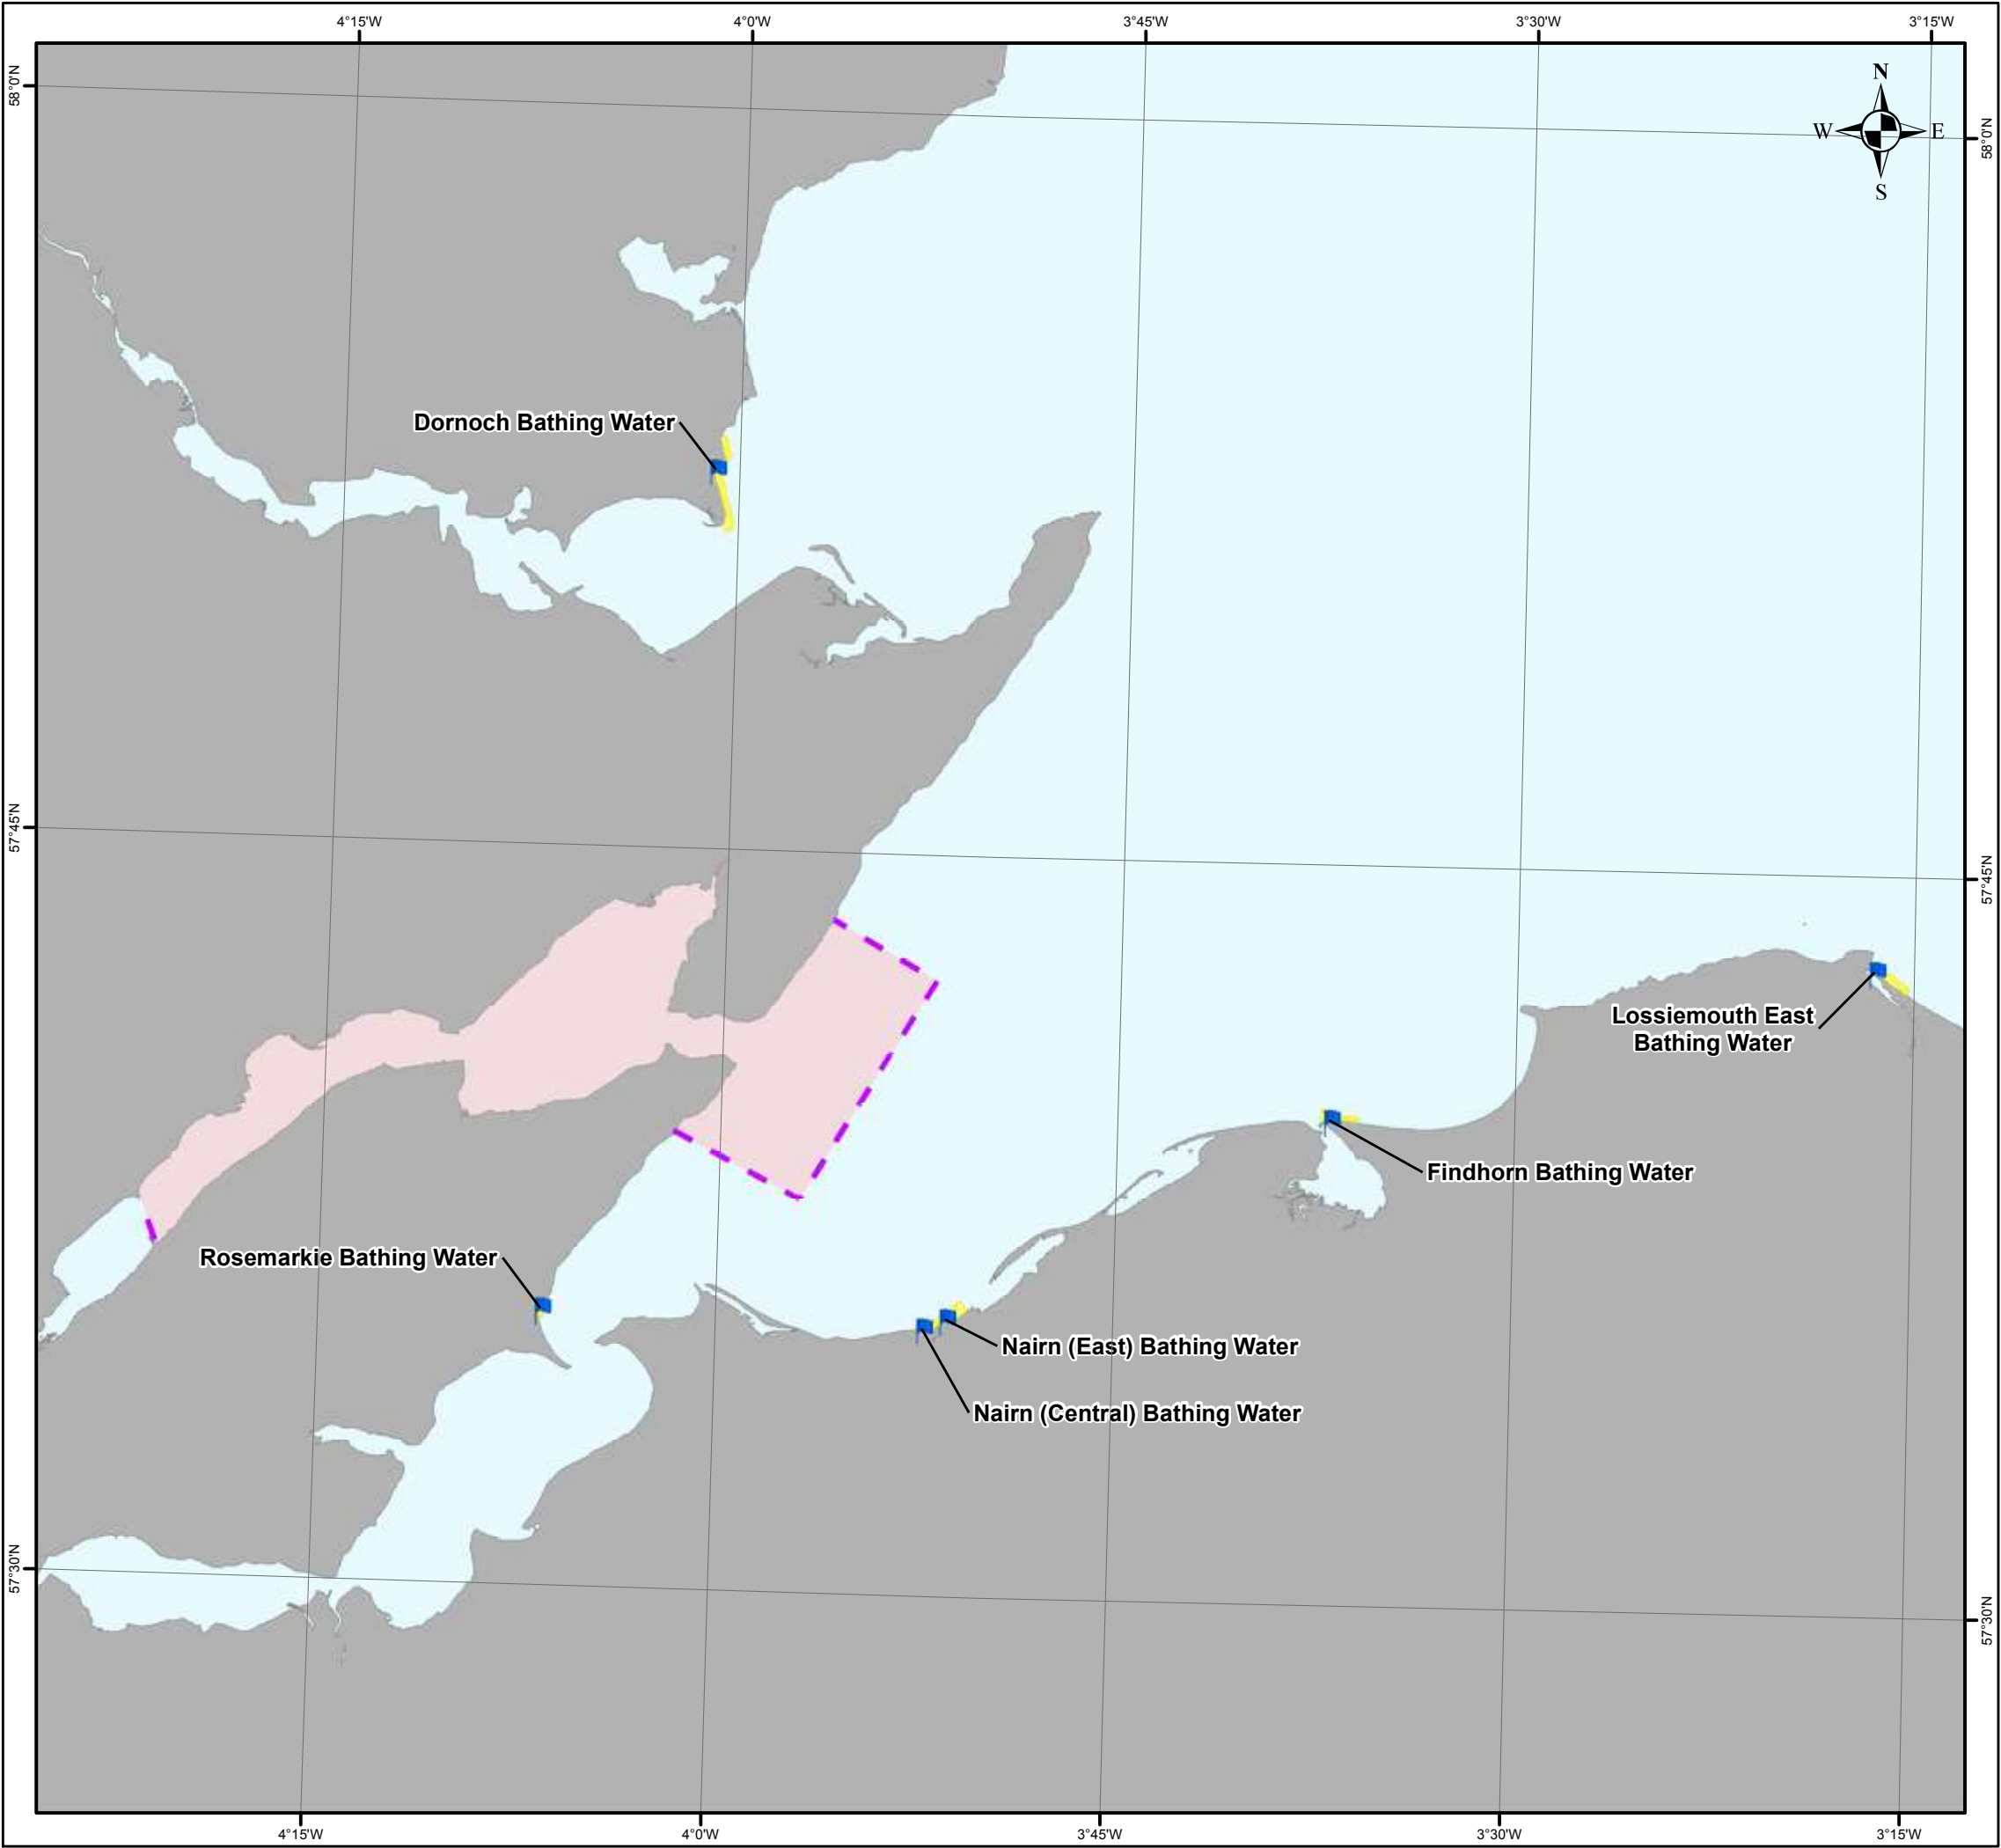 4°15'W
4°0'W
3°45'W
3°30'W
3°15'W
58°0'N
N
W
E
S
58°0'N
Dornoch Bathing Water
57°45'N
57°45'N
Lossiemouth East
Bathing Water
Findhorn Bathing Water
Rosemarkie Bathing Water
Nairn (East) Bathing Water
Nairn (Central) Bathing Water
57°30'N
57°30'N
4°15'W
4°0'W
3°45'W
3°30'W
3°15'W